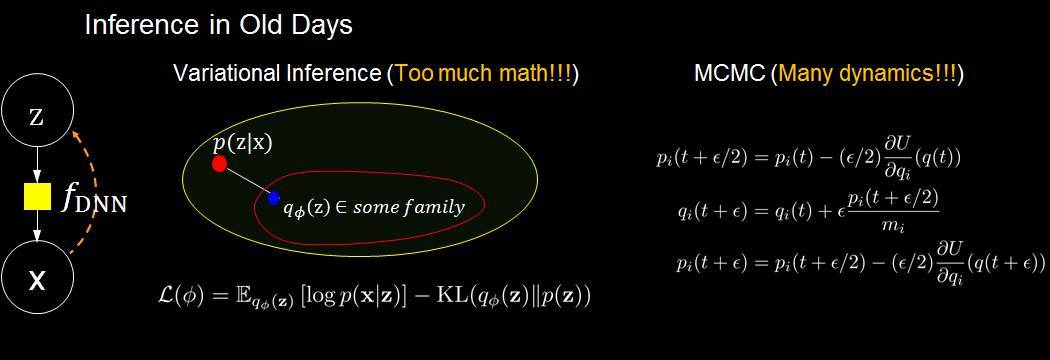 Inference in Old Days
Variational Inference (Too much math!!!)
MCMC (Many dynamics!!!)
z
f_DNN
x
p(z|x)
q_ϕ(z) ∈ some family
ℒ(ϕ) = 𝔼_{q_ϕ(z)} [log p(x|z)] − KL(q_ϕ(z)‖p(z))
p_i(t + ϵ/2) = p_i(t) − (ϵ/2) ∂U/∂q_i (q(t))
q_i(t + ϵ) = q_i(t) + ϵ p_i(t + ϵ/2)/m_i
p_i(t + ϵ) = p_i(t + ϵ/2) − (ϵ/2) ∂U/∂q_i (q(t + ϵ))